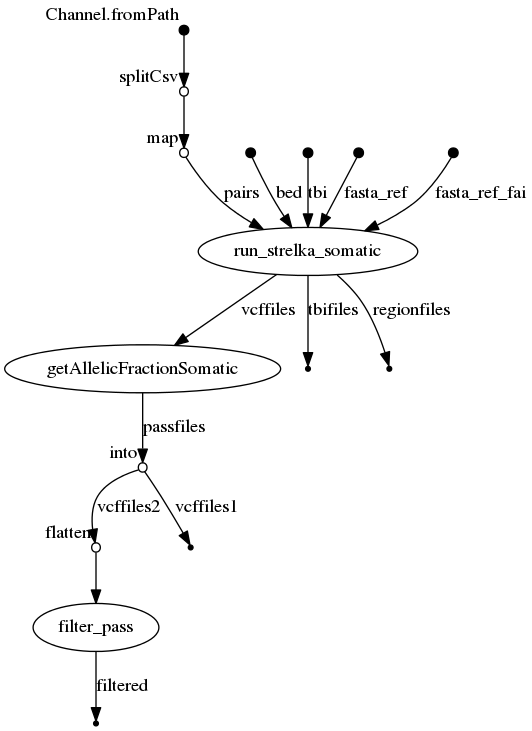 Channel.fromPath
splitCsv
map
pairs
bed
tbi
fasta_ref
fasta_ref_fai
run_strelka_somatic
vcffiles
tbifiles
regionfiles
getAllelicFractionSomatic
passfiles
into
vcffiles2
vcffiles1
flatten
filter_pass
filtered